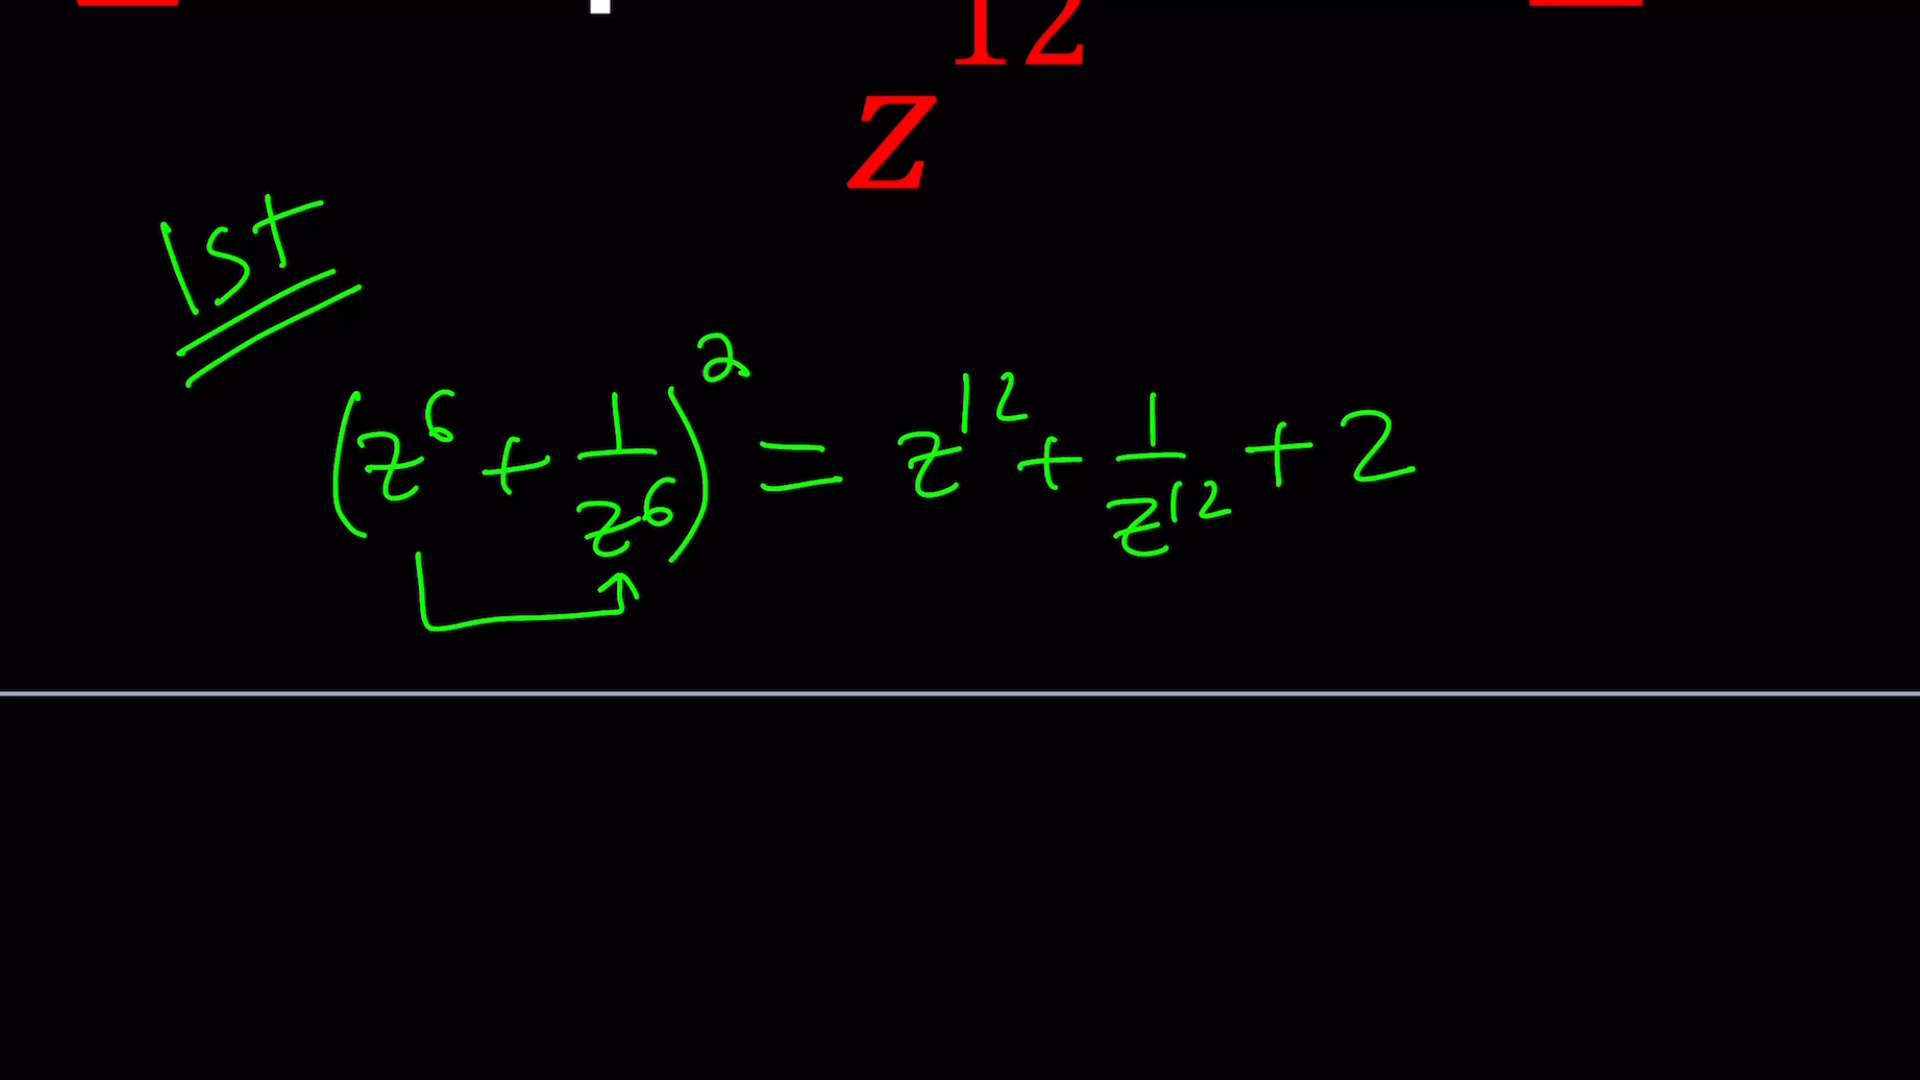 z^12
1st
(z^6 + 1/z^6)^2 = z^12 + 1/z^12 + 2